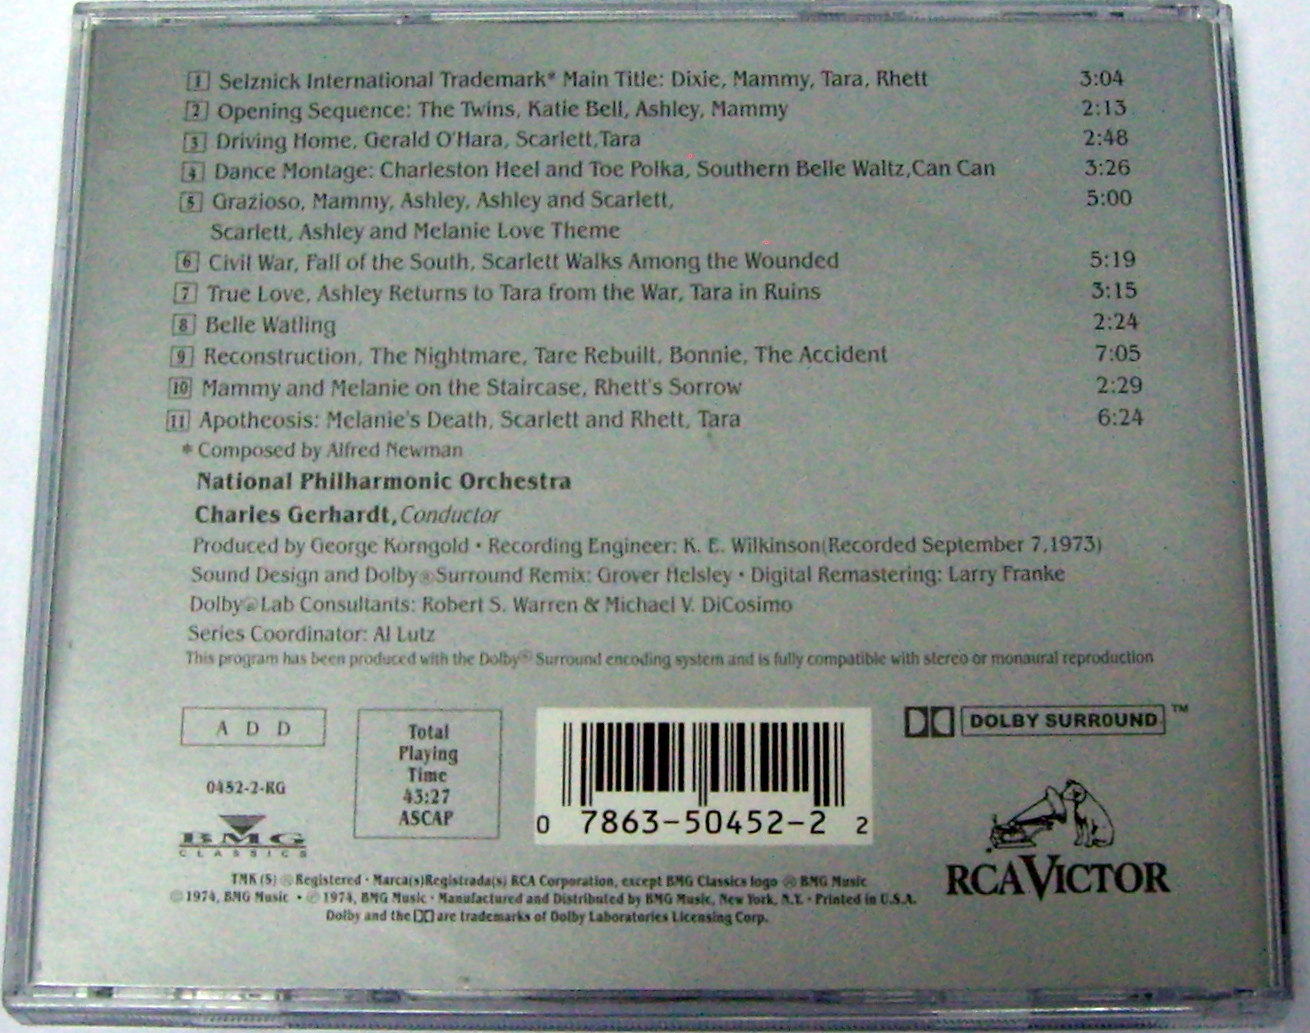 1 Selznick International Trademark* Main Title: Dixie, Mammy, Tara, Rhett 3:04
2 Opening Sequence: The Twins, Katie Bell, Ashley, Mammy 2:13
3 Driving Home, Gerald O'Hara, Scarlett,Tara 2:48
4 Dance Montage: Charleston Heel and Toe Polka, Southern Belle Waltz,Can Can 3:26
5 Grazioso, Mammy, Ashley, Ashley and Scarlett, 5:00
Scarlett, Ashley and Melanie Love Theme
6 Civil War, Fall of the South, Scarlett Walks Among the Wounded 5:19
7 True Love, Ashley Returns to Tara from the War, Tara in Ruins 3:15
8 Belle Watling 2:24
9 Reconstruction, The Nightmare, Tare Rebuilt, Bonnie, The Accident 7:05
10 Mammy and Melanie on the Staircase, Rhett's Sorrow 2:29
11 Apotheosis: Melanie's Death, Scarlett and Rhett, Tara 6:24
* Composed by Alfred Newman
National Philharmonic Orchestra
Charles Gerhardt, Conductor
Produced by George Korngold • Recording Engineer: K. E. Wilkinson(Recorded September 7,1973)
Sound Design and Dolby® Surround Remix: Grover Helsley • Digital Remastering: Larry Franke
Dolby® Lab Consultants: Robert S. Warren & Michael V. DiCosimo
Series Coordinator: Al Lutz
This program has been produced with the Dolby® Surround encoding system and is fully compatible with stereo or monaural reproduction
A D D
0452-2-RG
BMG
CLASSICS
Total
Playing
Time
43:27
ASCAP
0 7863-50452-2 2
DOLBY SURROUND ™
RCA VICTOR
TMK (S) ® Registered • Marca(s)Registrada(s) RCA Corporation, except BMG Classics logo ® BMG Music
© 1974, BMG Music • ℗ 1974, BMG Music • Manufactured and Distributed by BMG Music, New York, N.Y. • Printed in U.S.A.
Dolby and the are trademarks of Dolby Laboratories Licensing Corp.